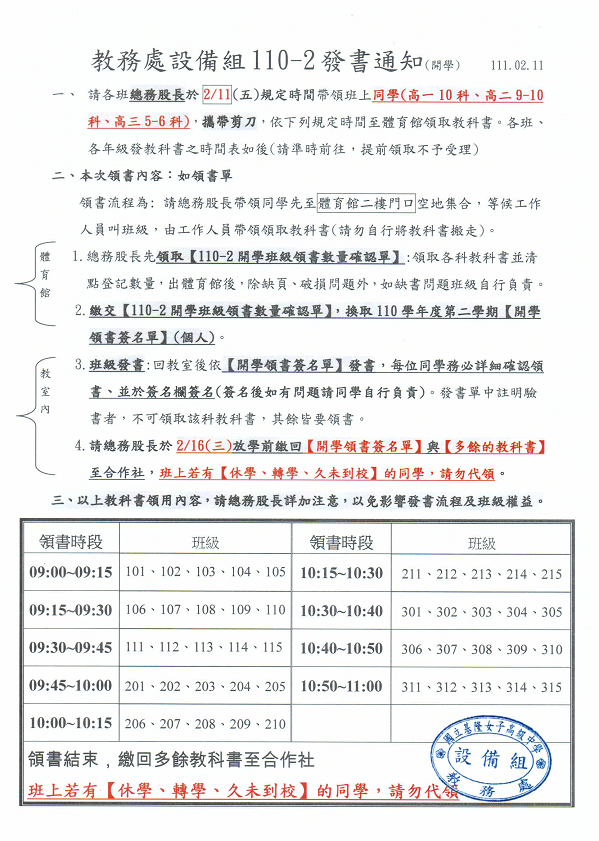 教務處設備組110-2發書通知(開學) 111.02.11
一、 請各班總務股長於2/11(五)規定時間帶領班上同學(高一10科、高二9-10
科、高三5-6科)，攜帶剪刀，依下列規定時間至體育館領取教科書。各班、
各年級發教科書之時間表如後(請準時前往，提前領取不予受理)
二、本次領書內容：如領書單
領書流程為: 請總務股長帶領同學先至體育館二樓門口空地集合，等候工作
人員叫班級，由工作人員帶領領取教科書(請勿自行將教科書搬走)。
體育館
1.總務股長先領取【110-2開學班級領書數量確認單】:領取各科教科書並清
點登記數量，出體育館後，除缺頁、破損問題外，如缺書問題班級自行負責。
2.繳交【110-2開學班級領書數量確認單】，換取110學年度第二學期【開學
領書簽名單】(個人)。
教室內
3.班級發書:回教室後依【開學領書簽名單】發書，每位同學務必詳細確認領
書、並於簽名欄簽名(簽名後如有問題請同學自行負責)。發書單中註明驗
書者，不可領取該科教科書，其餘皆要領書。
4.請總務股長於2/16(三)放學前繳回【開學領書簽名單】與【多餘的教科書】
至合作社，班上若有【休學、轉學、久未到校】的同學，請勿代領。
三、以上教科書領用內容，請總務股長詳加注意，以免影響發書流程及班級權益。
領書時段 班級 領書時段 班級
09:00~09:15 101、102、103、104、105 10:15~10:30 211、212、213、214、215
09:15~09:30 106、107、108、109、110 10:30~10:40 301、302、303、304、305
09:30~09:45 111、112、113、114、115 10:40~10:50 306、307、308、309、310
09:45~10:00 201、202、203、204、205 10:50~11:00 311、312、313、314、315
10:00~10:15 206、207、208、209、210
領書結束，繳回多餘教科書至合作社
班上若有【休學、轉學、久未到校】的同學，請勿代領
國立基隆女子高級中學
設備組
教務處